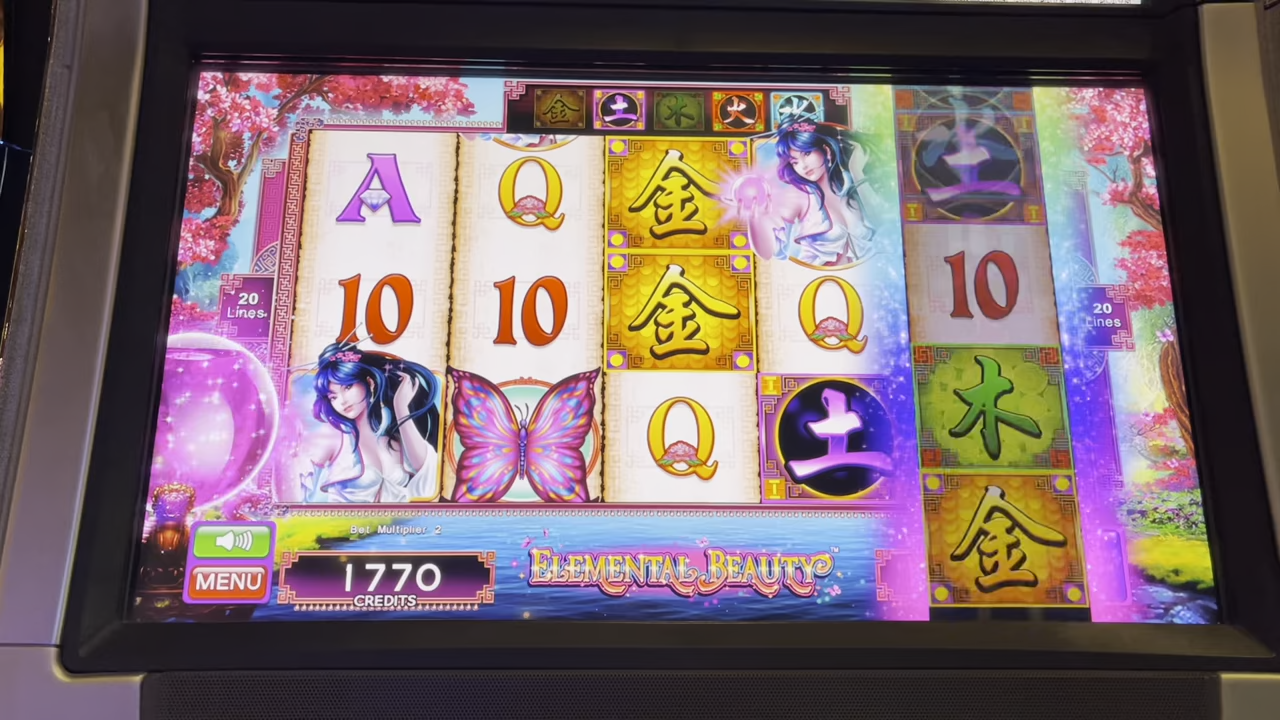 金 土 木 火 水
A Q 金 土
10 10 金 Q 10
Q 土 木
金
20
Lines
20
Lines
Bet Multiplier 2
MENU
1770
CREDITS
ELEMENTAL BEAUTY™